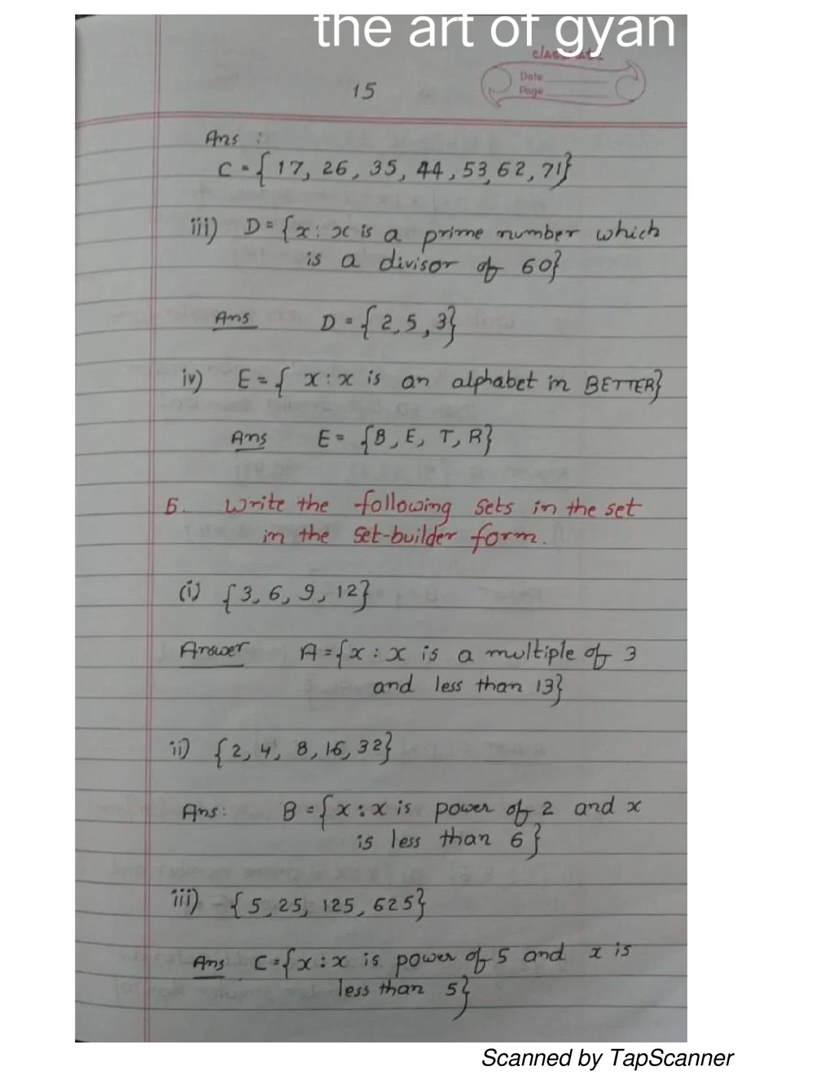 the art of gyan
classmate
Date
Page
15
Ans :
C = { 17, 26, 35, 44, 53, 62, 71}
iii) D = {x : x is a prime number which
is a divisor of 60}
Ans D = {2, 5, 3}
iv) E = { x : x is an alphabet in BETTER}
Ans E = {B, E, T, R}
5. Write the following sets in the set
in the set-builder form.
(i) {3, 6, 9, 12}
Answer A = {x : x is a multiple of 3
and less than 13}
ii) {2, 4, 8, 16, 32}
Ans: B = {x : x is power of 2 and x
is less than 6}
iii) {5, 25, 125, 625}
Ans C = {x : x is power of 5 and x is
less than 5}
Scanned by TapScanner